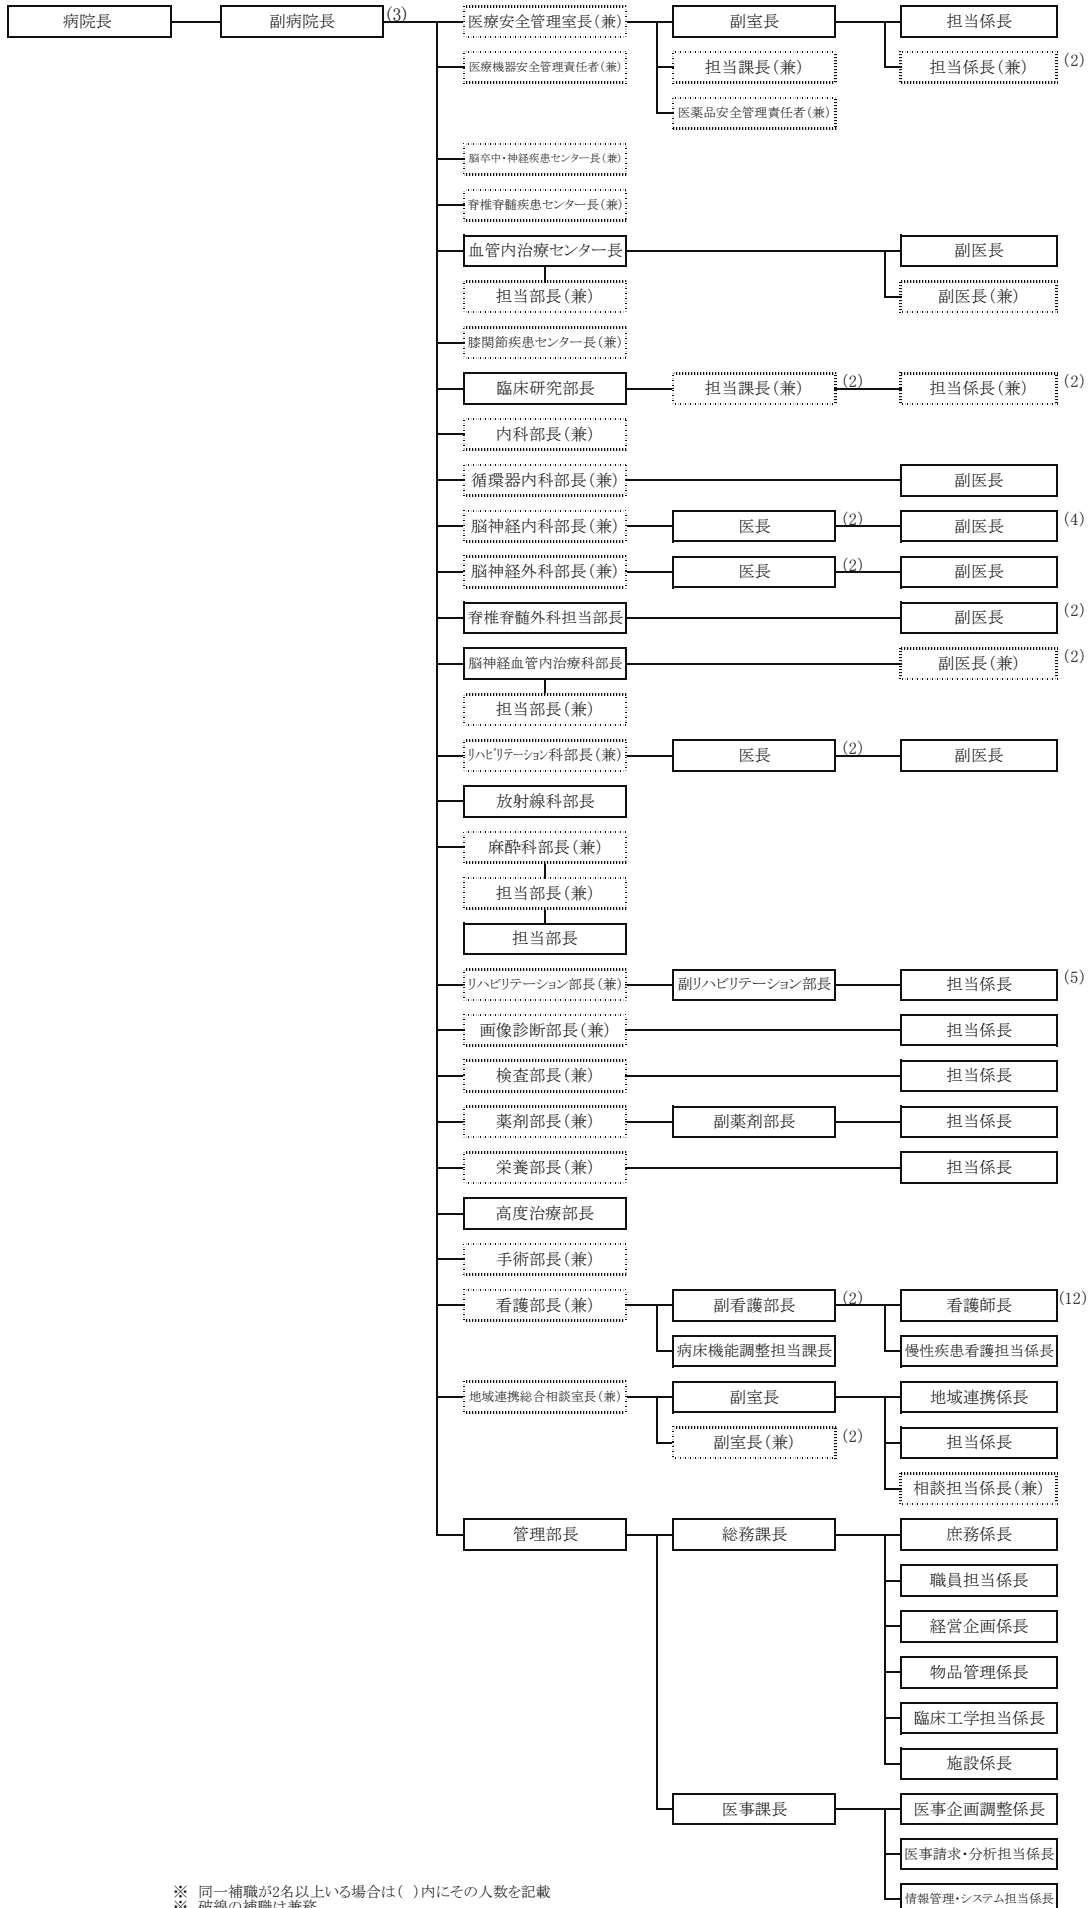 病院長 副病院長 (3) 医療安全管理室長(兼) 副室長 担当係長
医療機器安全管理責任者(兼) 担当課長(兼) 担当係長(兼) (2)
医薬品安全管理責任者(兼)
脳卒中・神経疾患センター長(兼)
脊椎脊髄疾患センター長(兼)
血管内治療センター長 副医長
担当部長(兼) 副医長(兼)
膝関節疾患センター長(兼)
臨床研究部長 担当課長(兼) (2) 担当係長(兼) (2)
内科部長(兼)
循環器内科部長(兼) 副医長
脳神経内科部長(兼) 医長 (2) 副医長 (4)
脳神経外科部長(兼) 医長 (2) 副医長
脊椎脊髄外科担当部長 副医長 (2)
脳神経血管内治療科部長 副医長(兼) (2)
担当部長(兼)
リハビリテーション科部長(兼) 医長 (2) 副医長
放射線科部長
麻酔科部長(兼)
担当部長(兼)
担当部長
リハビリテーション部長(兼) 副リハビリテーション部長 担当係長 (5)
画像診断部長(兼) 担当係長
検査部長(兼) 担当係長
薬剤部長(兼) 副薬剤部長 担当係長
栄養部長(兼) 担当係長
高度治療部長
手術部長(兼)
看護部長(兼) 副看護部長 (2) 看護師長 (12)
病床機能調整担当課長 慢性疾患看護担当係長
地域連携総合相談室長(兼) 副室長 地域連携係長
副室長(兼) (2) 担当係長
相談担当係長(兼)
管理部長 総務課長 庶務係長
職員担当係長
経営企画係長
物品管理係長
臨床工学担当係長
施設係長
医事課長 医事企画調整係長
医事請求・分析担当係長
※ 同一補職が2名以上いる場合は( )内にその人数を記載
情報管理・システム担当係長
※ 破線の補職は兼務